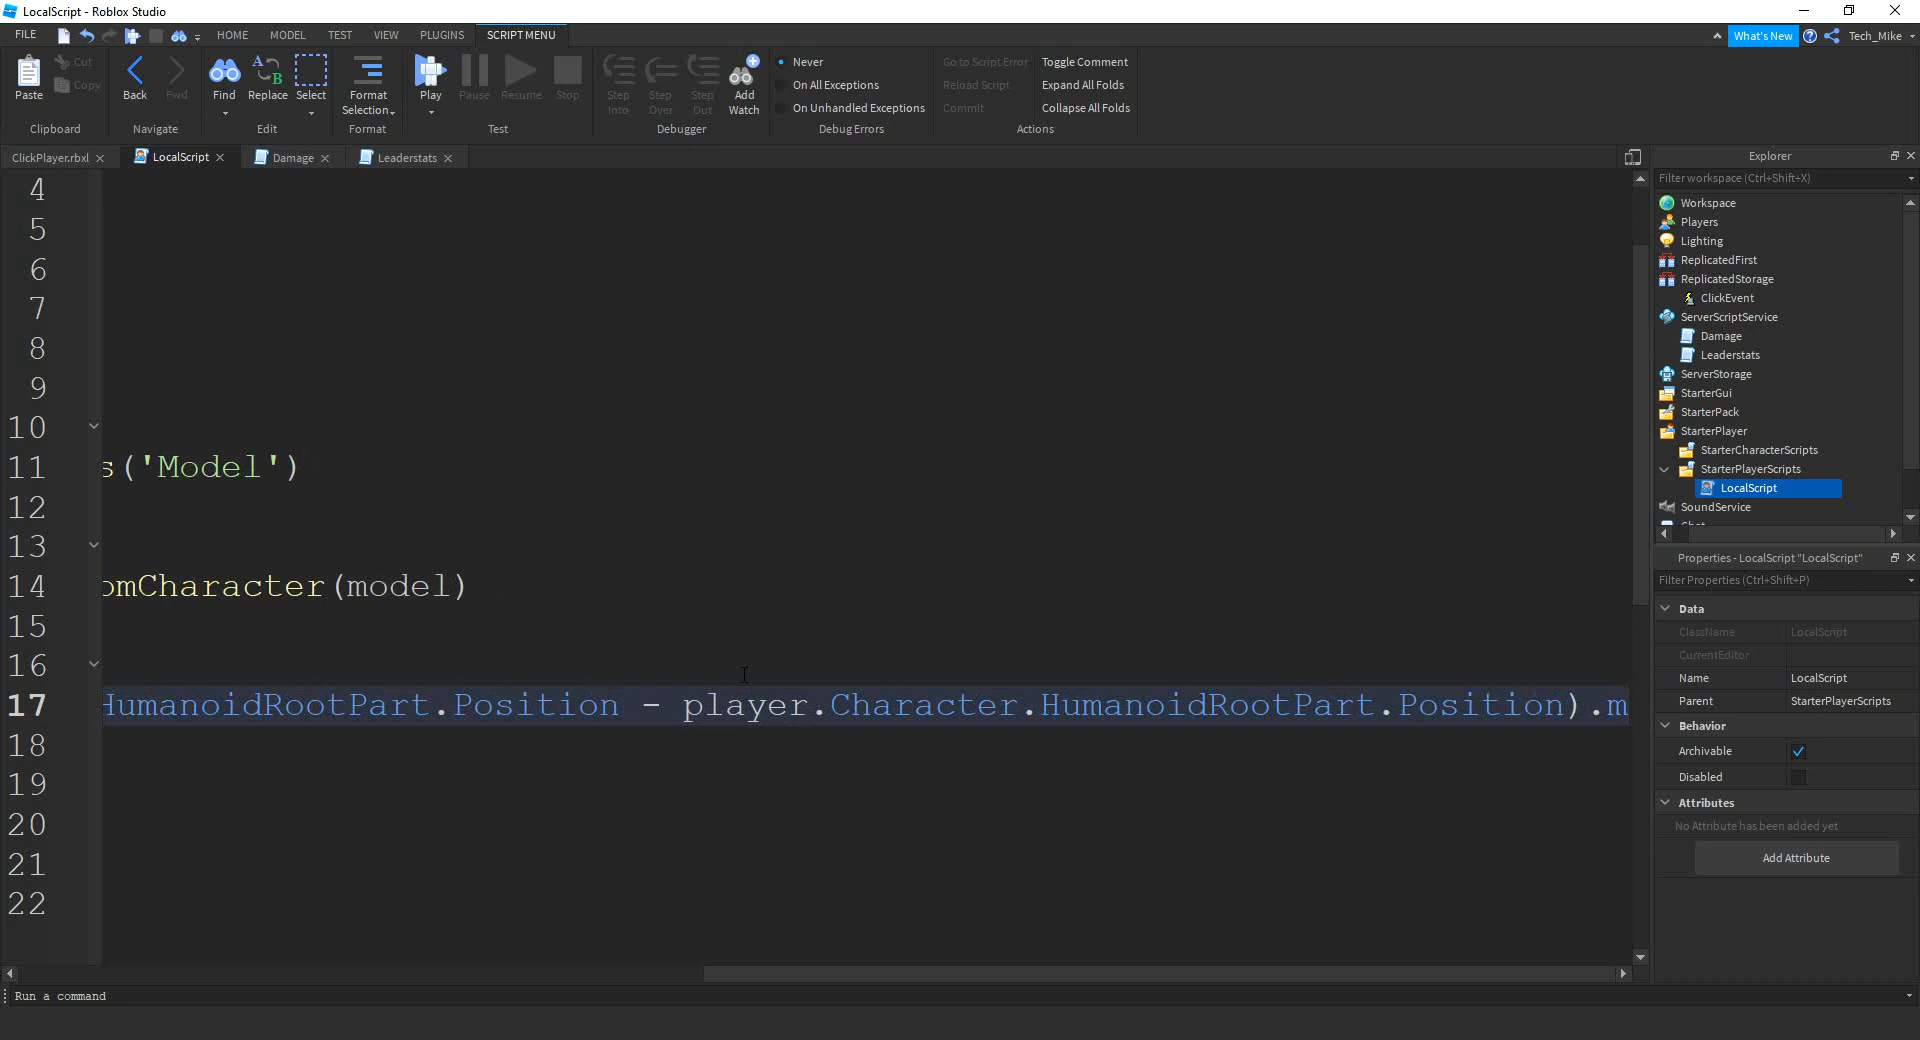 LocalScript - Roblox Studio
FILE HOME MODEL TEST VIEW PLUGINS SCRIPT MENU What's New Tech_Mike
Paste Cut Copy Back Fwd Find Replace Select Format Selection Play Pause Resume Stop Step Into Step Over Step Out Add Watch
Never
On All Exceptions
On Unhandled Exceptions
Go to Script Error
Reload Script
Commit
Toggle Comment
Expand All Folds
Collapse All Folds
Clipboard Navigate Edit Format Test Debugger Debug Errors Actions
ClickPlayer.rbxl LocalScript Damage Leaderstats
4
5
6
7
8
9
10
11 s('Model')
12
13
14 omCharacter(model)
15
16
17 HumanoidRootPart.Position - player.Character.HumanoidRootPart.Position).m
18
19
20
21
22
Run a command
Explorer
Filter workspace (Ctrl+Shift+X)
Workspace
Players
Lighting
ReplicatedFirst
ReplicatedStorage
ClickEvent
ServerScriptService
Damage
Leaderstats
ServerStorage
StarterGui
StarterPack
StarterPlayer
StarterCharacterScripts
StarterPlayerScripts
LocalScript
SoundService
Properties - LocalScript "LocalScript"
Filter Properties (Ctrl+Shift+P)
Data
ClassName LocalScript
CurrentEditor
Name LocalScript
Parent StarterPlayerScripts
Behavior
Archivable
Disabled
Attributes
No Attribute has been added yet
Add Attribute